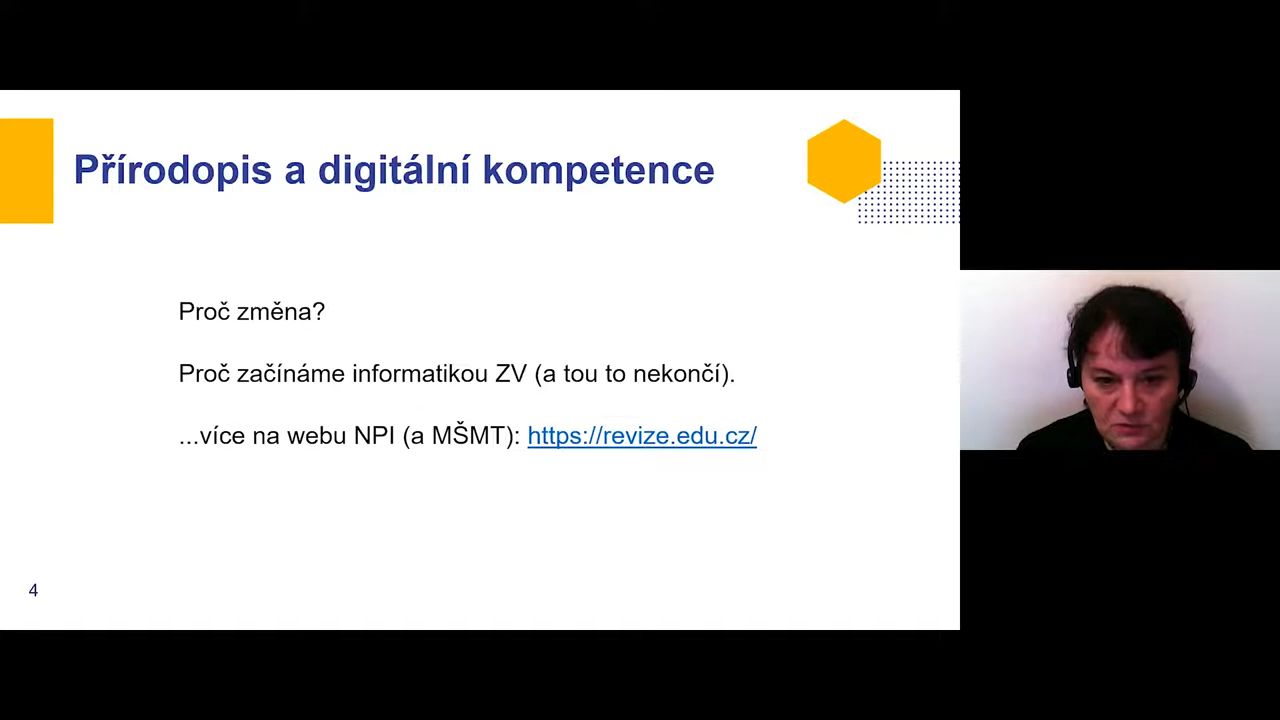 Přírodopis a digitální kompetence
Proč změna?
Proč začínáme informatikou ZV (a tou to nekončí).
...více na webu NPI (a MŠMT): https://revize.edu.cz/
4